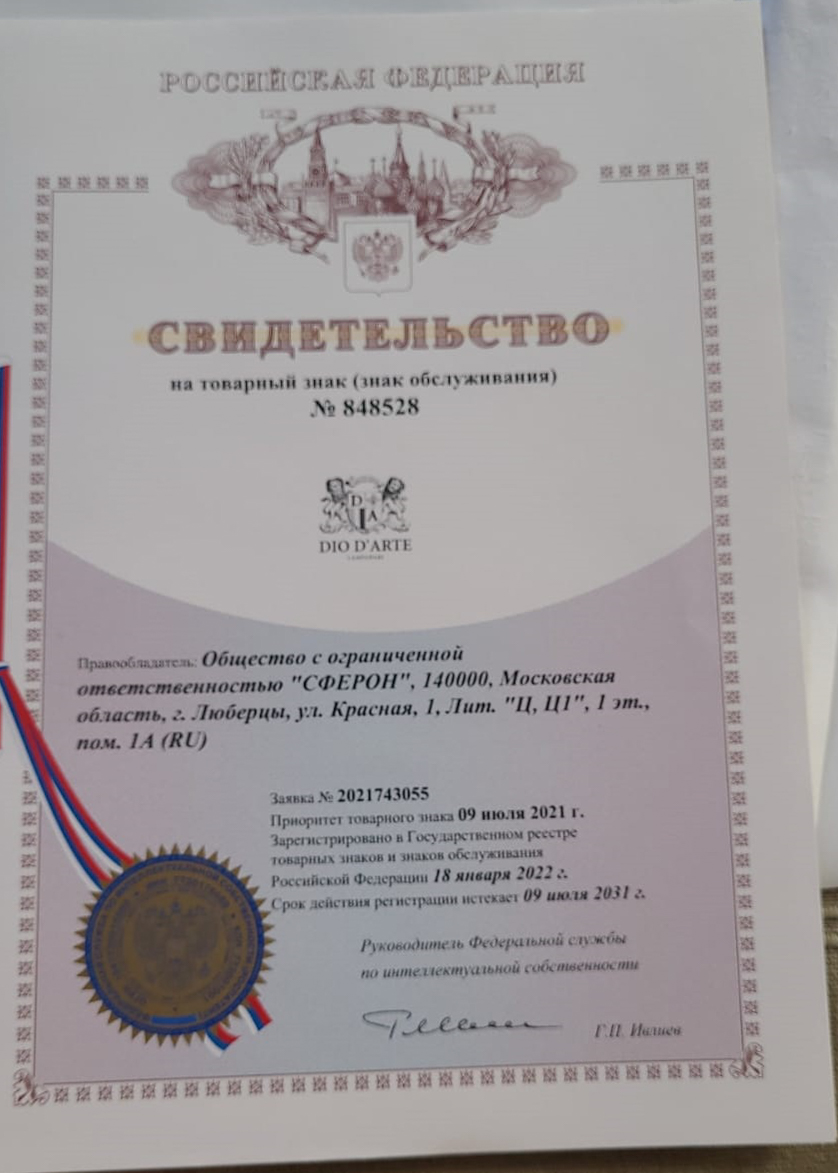 РОССИЙСКАЯ ФЕДЕРАЦИЯ
СВИДЕТЕЛЬСТВО
на товарный знак (знак обслуживания)
№ 848528
D
I A
DIO D'ARTE
Правообладатель: Общество с ограниченной
ответственностью "СФЕРОН", 140000, Московская
область, г. Люберцы, ул. Красная, 1, Лит. "Ц, Ц1", 1 эт.,
пом. 1А (RU)
Заявка № 2021743055
Приоритет товарного знака 09 июля 2021 г.
Зарегистрировано в Государственном реестре
товарных знаков и знаков обслуживания
Российской Федерации 18 января 2022 г.
Срок действия регистрации истекает 09 июля 2031 г.
Руководитель Федеральной службы
по интеллектуальной собственности
Г.П. Ивлиев